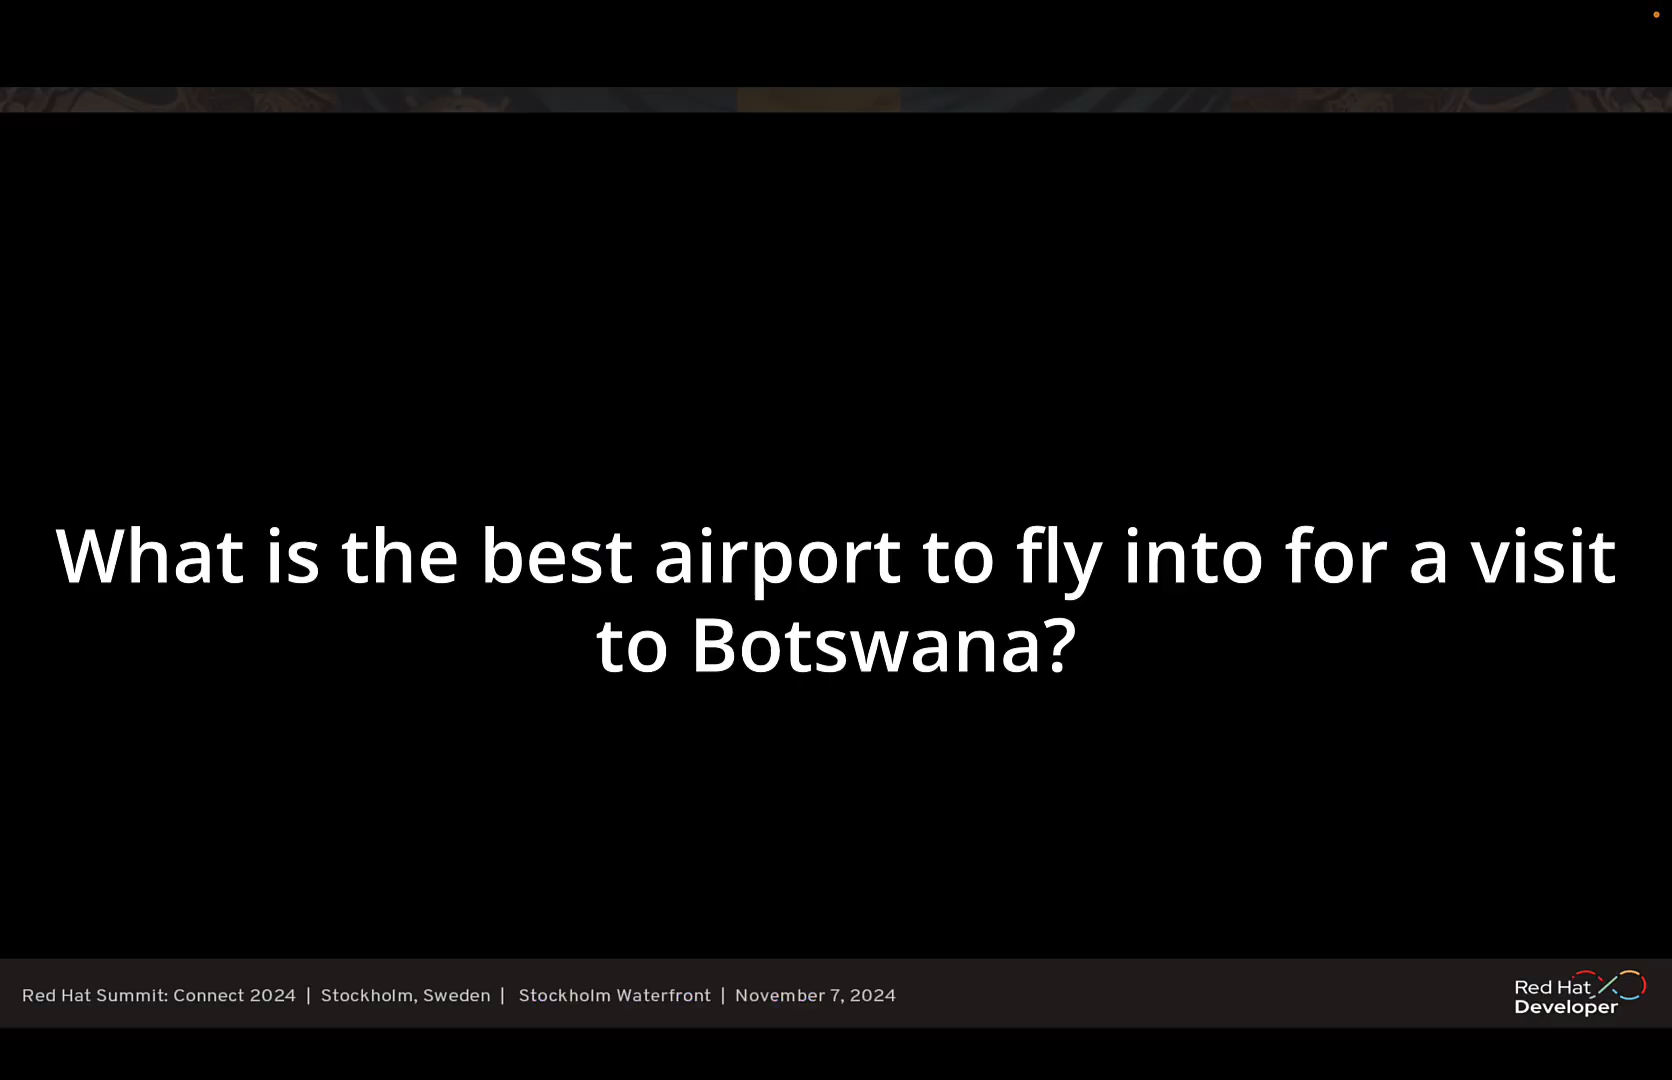 What is the best airport to fly into for a visit
to Botswana?
Red Hat Summit: Connect 2024 | Stockholm, Sweden | Stockholm Waterfront | November 7, 2024
Red Hat
Developer